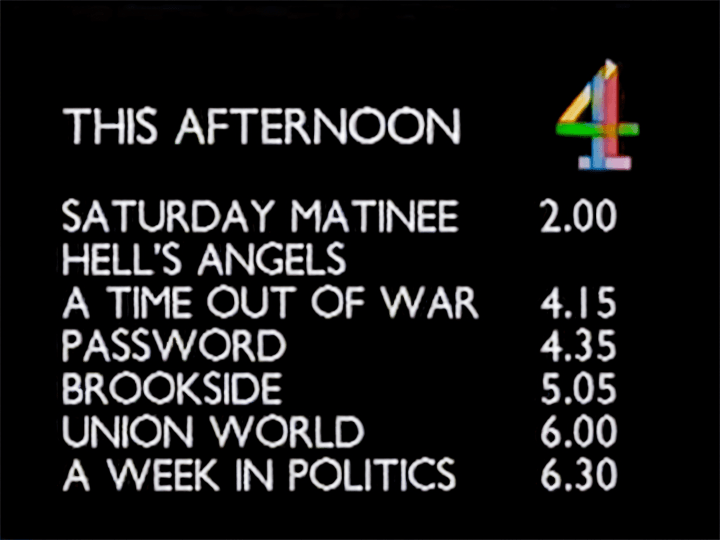 THIS AFTERNOON 4
SATURDAY MATINEE 2.00
HELL'S ANGELS
A TIME OUT OF WAR 4.15
PASSWORD 4.35
BROOKSIDE 5.05
UNION WORLD 6.00
A WEEK IN POLITICS 6.30